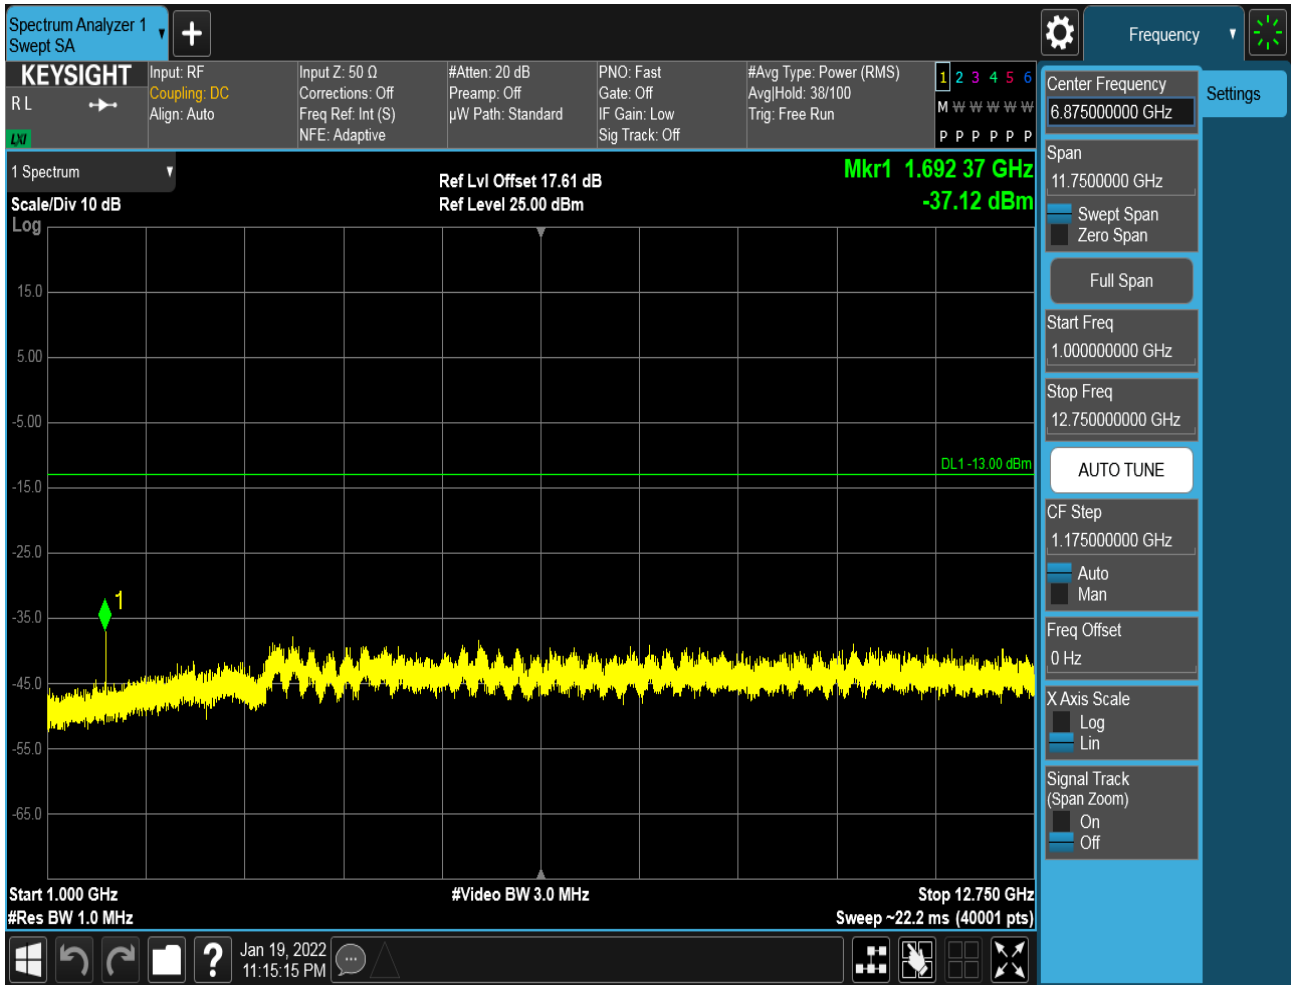 Spectrum Analyzer 1
Swept SA
Frequency
KEYSIGHT
R L
LXI
Input: RF
Coupling: DC
Align: Auto
Input Z: 50 Ω
Corrections: Off
Freq Ref: Int (S)
NFE: Adaptive
#Atten: 20 dB
Preamp: Off
µW Path: Standard
PNO: Fast
Gate: Off
IF Gain: Low
Sig Track: Off
#Avg Type: Power (RMS)
Avg|Hold: 38/100
Trig: Free Run
1 2 3 4 5 6
M W W W W W
P P P P P P
1 Spectrum
Scale/Div 10 dB
Log
Ref Lvl Offset 17.61 dB
Ref Level 25.00 dBm
Mkr1 1.692 37 GHz
-37.12 dBm
15.0
5.00
-5.00
DL1 -13.00 dBm
-15.0
-25.0
1
-35.0
-45.0
-55.0
-65.0
Start 1.000 GHz
#Video BW 3.0 MHz
Stop 12.750 GHz
#Res BW 1.0 MHz
Sweep ~22.2 ms (40001 pts)
?
Jan 19, 2022
11:15:15 PM
Center Frequency
6.875000000 GHz
Settings
Span
11.7500000 GHz
Swept Span
Zero Span
Full Span
Start Freq
1.000000000 GHz
Stop Freq
12.750000000 GHz
AUTO TUNE
CF Step
1.175000000 GHz
Auto
Man
Freq Offset
0 Hz
X Axis Scale
Log
Lin
Signal Track
(Span Zoom)
On
Off